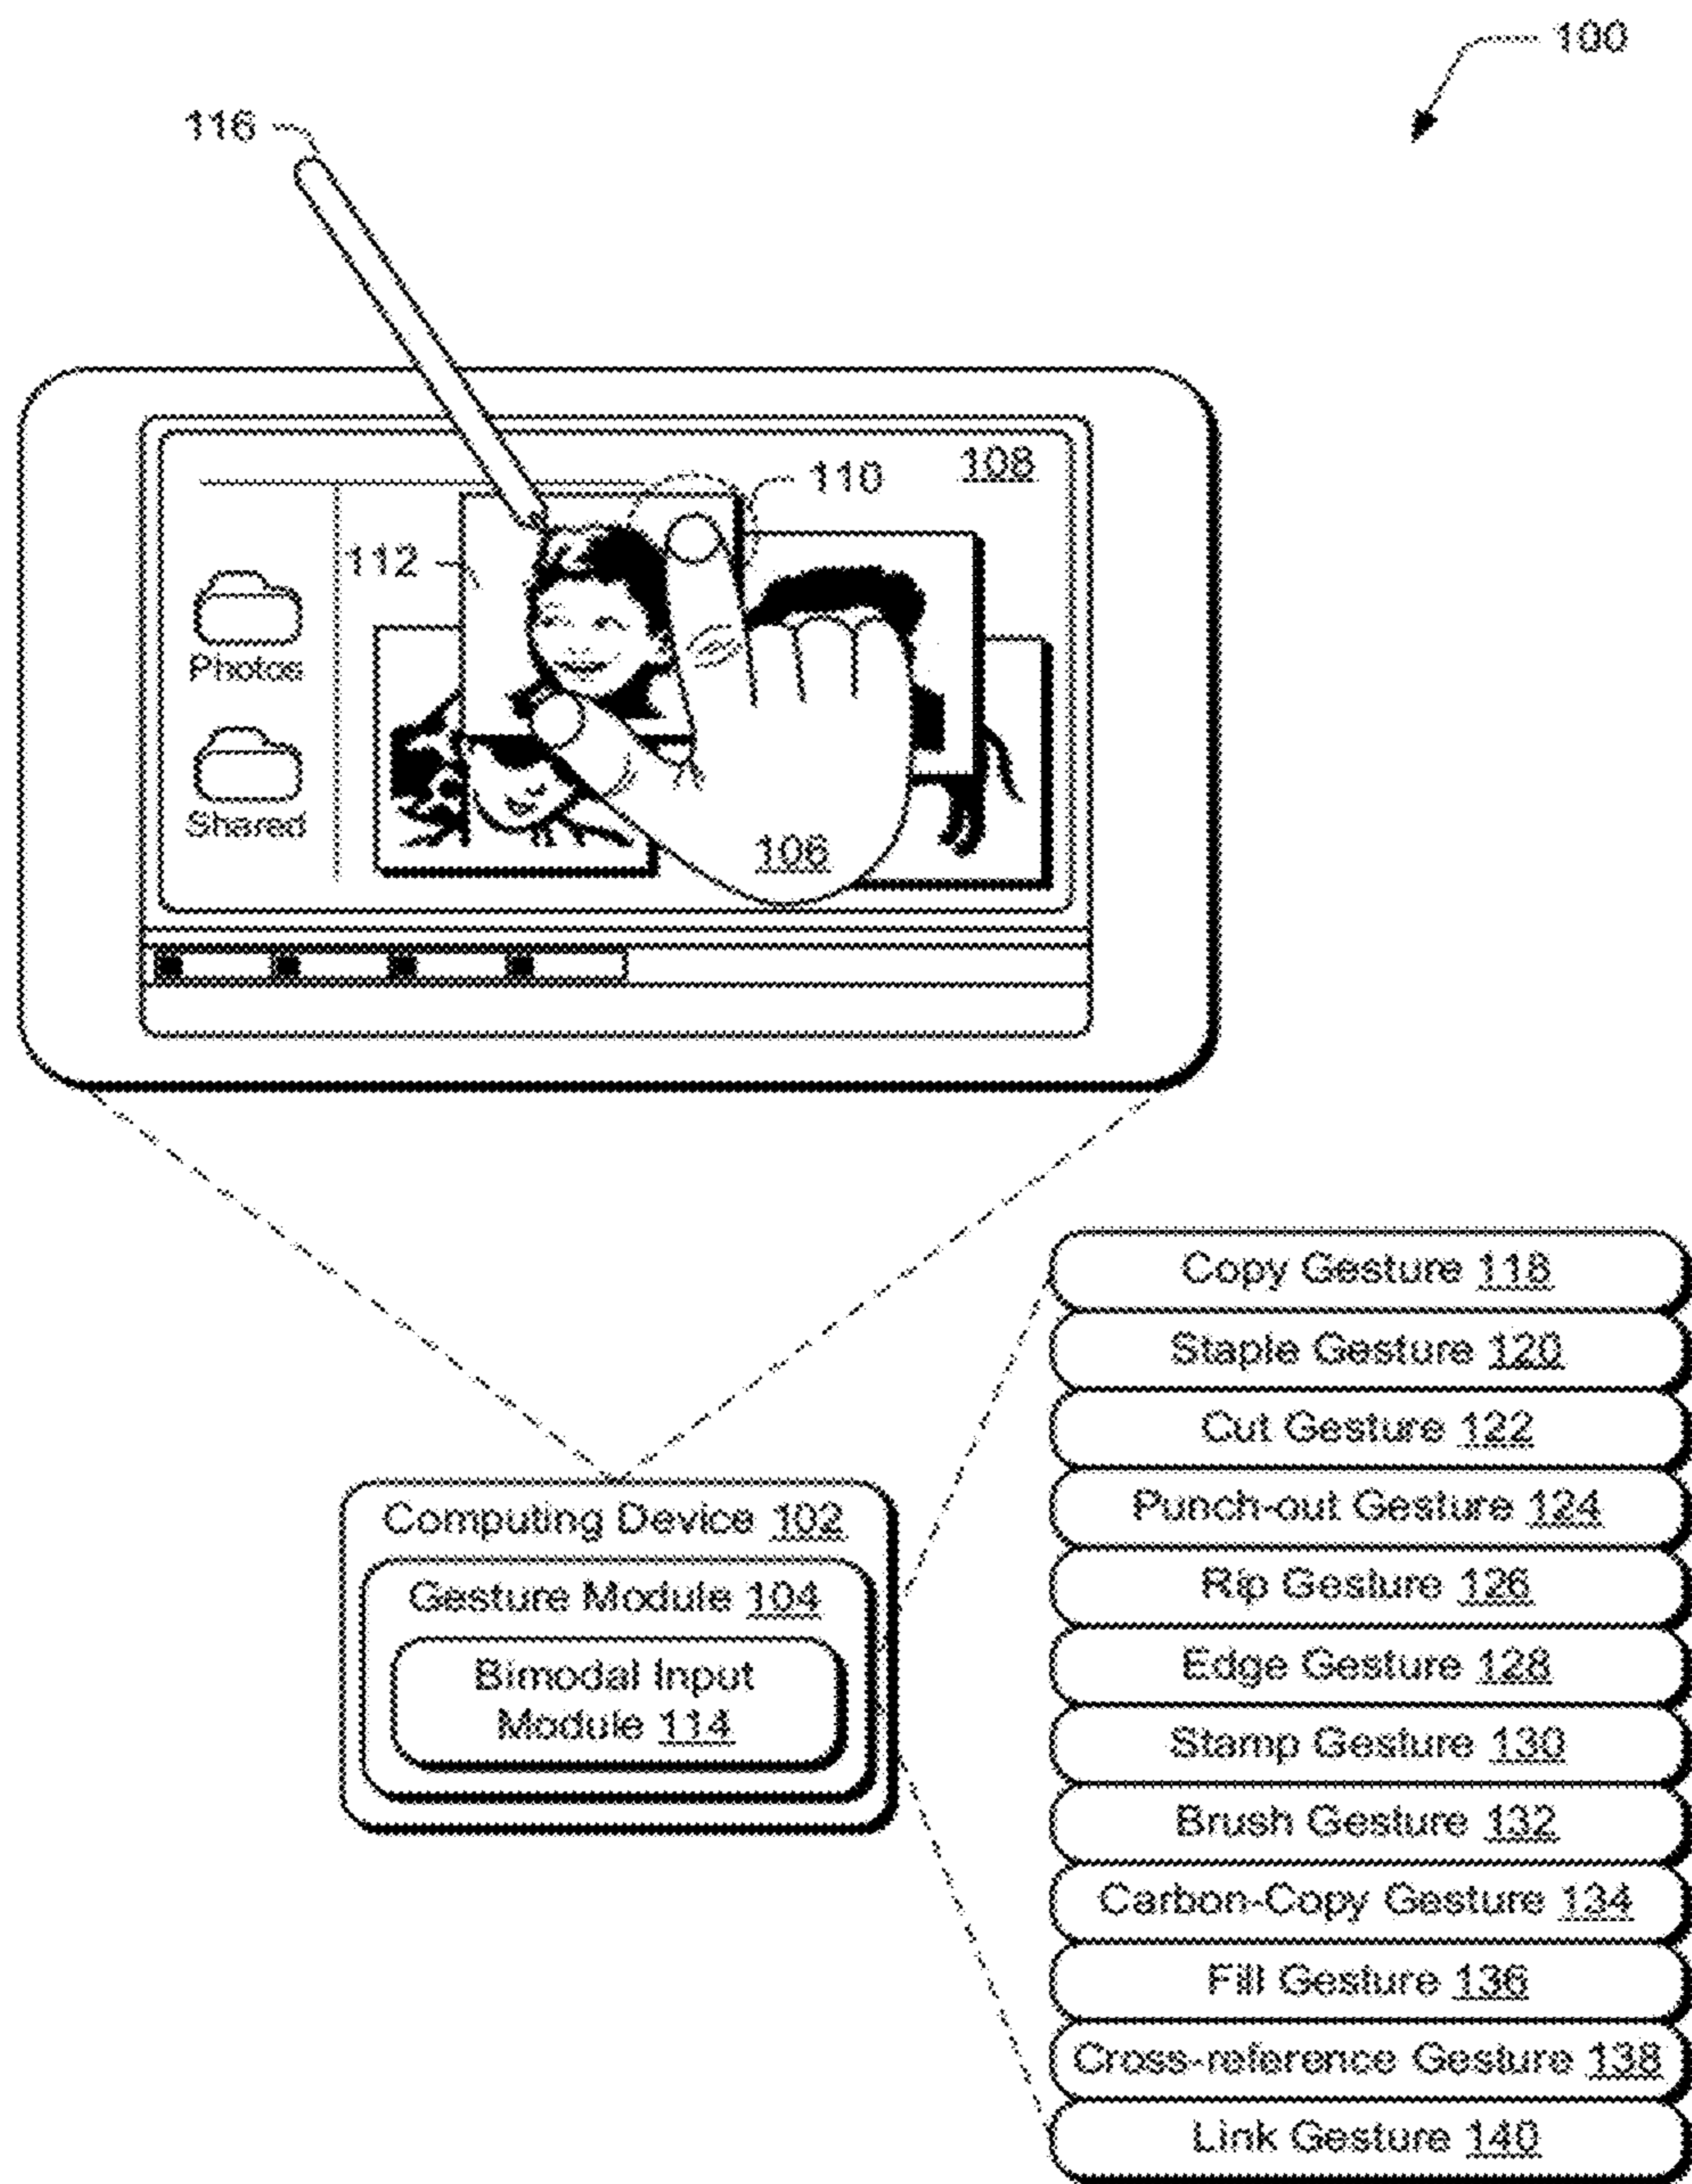 100
116
108
110
112
Photos
Shared
106
Copy Gesture 118
Staple Gesture 120
Cut Gesture 122
Punch-out Gesture 124
Rip Gesture 126
Edge Gesture 128
Stamp Gesture 130
Brush Gesture 132
Carbon-Copy Gesture 134
Fill Gesture 136
Cross-reference Gesture 138
Link Gesture 140
Computing Device 102
Gesture Module 104
Bimodal Input
Module 114